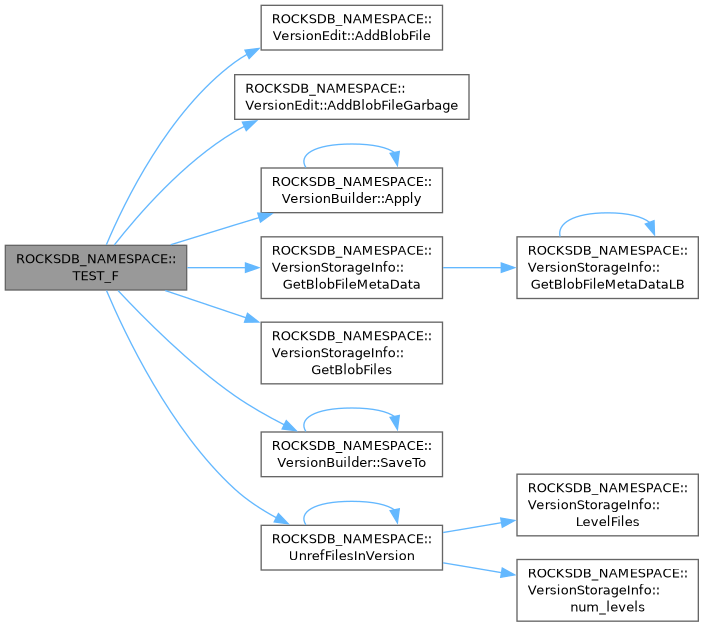 ROCKSDB_NAMESPACE::
TEST_F
ROCKSDB_NAMESPACE::
VersionEdit::AddBlobFile
ROCKSDB_NAMESPACE::
VersionEdit::AddBlobFileGarbage
ROCKSDB_NAMESPACE::
VersionBuilder::Apply
ROCKSDB_NAMESPACE::
VersionStorageInfo::
GetBlobFileMetaData
ROCKSDB_NAMESPACE::
VersionStorageInfo::
GetBlobFileMetaDataLB
ROCKSDB_NAMESPACE::
VersionStorageInfo::
GetBlobFiles
ROCKSDB_NAMESPACE::
VersionBuilder::SaveTo
ROCKSDB_NAMESPACE::
UnrefFilesInVersion
ROCKSDB_NAMESPACE::
VersionStorageInfo::
LevelFiles
ROCKSDB_NAMESPACE::
VersionStorageInfo::
num_levels